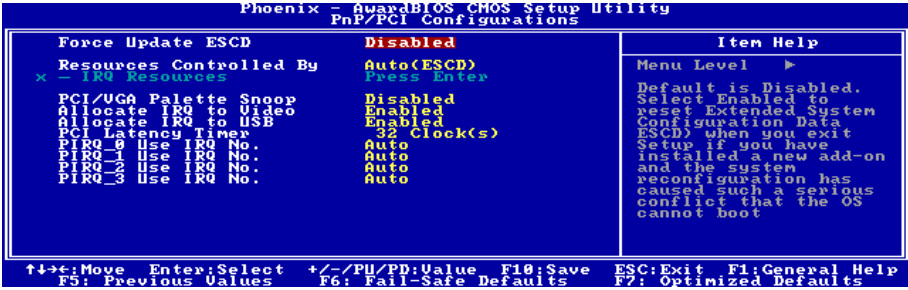 Phoenix - AwardBIOS CMOS Setup Utility
PnP/PCI Configurations
Force Update ESCD Disabled
Resources Controlled By Auto(ESCD)
x - IRQ Resources Press Enter
PCI/VGA Palette Snoop Disabled
Allocate IRQ to Video Enabled
Allocate IRQ to USB Enabled
PCI Latency Timer 32 Clock(s)
PIRQ_0 Use IRQ No. Auto
PIRQ_1 Use IRQ No. Auto
PIRQ_2 Use IRQ No. Auto
PIRQ_3 Use IRQ No. Auto
Item Help
Menu Level ►
Default is Disabled.
Select Enabled to
reset Extended System
Configuration Data
ESCD) when you exit
Setup if you have
installed a new add-on
and the system
reconfiguration has
caused such a serious
conflict that the OS
cannot boot
↑↓→←:Move Enter:Select +/-/PU/PD:Value F10:Save ESC:Exit F1:General Help
F5: Previous Values F6: Fail-Safe Defaults F7: Optimized Defaults